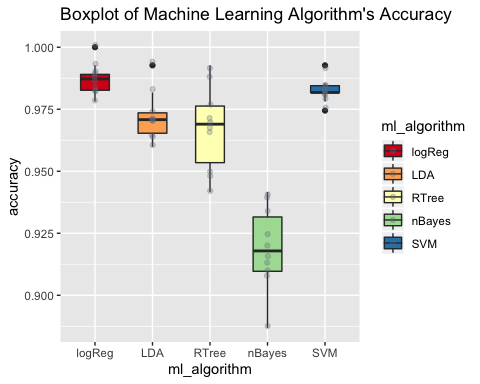 Boxplot of Machine Learning Algorithm's Accuracy
1.000
0.975
0.950
0.925
0.900
accuracy
logReg LDA RTree nBayes SVM
ml_algorithm
ml_algorithm
logReg
LDA
RTree
nBayes
SVM